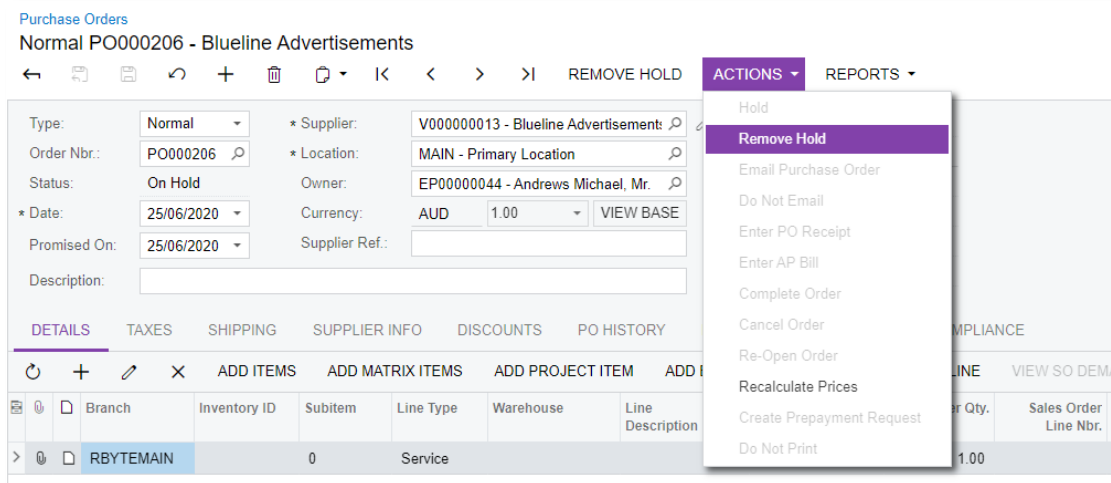 Purchase Orders
Normal PO000206 - Blueline Advertisements
REMOVE HOLD ACTIONS REPORTS
Type: Normal * Supplier: V000000013 - Blueline Advertisements
Order Nbr.: PO000206 * Location: MAIN - Primary Location
Status: On Hold Owner: EP00000044 - Andrews Michael, Mr.
* Date: 25/06/2020 Currency: AUD 1.00 VIEW BASE
Promised On: 25/06/2020 Supplier Ref.:
Description:
Hold
Remove Hold
Email Purchase Order
Do Not Email
Enter PO Receipt
Enter AP Bill
Complete Order
Cancel Order
Re-Open Order
Recalculate Prices
Create Prepayment Request
Do Not Print
DETAILS TAXES SHIPPING SUPPLIER INFO DISCOUNTS PO HISTORY MPLIANCE
ADD ITEMS ADD MATRIX ITEMS ADD PROJECT ITEM ADD LINE VIEW SO DEMA
Branch Inventory ID Subitem Line Type Warehouse Line Description er Qty. Sales Order Line Nbr.
RBYTEMAIN 0 Service 1.00